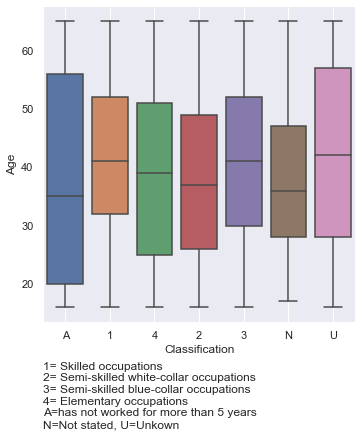 60
50
40
30
20
Age
A 1 4 2 3 N U
Classification
1= Skilled occupations
2= Semi-skilled white-collar occupations
3= Semi-skilled blue-collar occupations
4= Elementary occupations
A=has not worked for more than 5 years
N=Not stated, U=Unkown